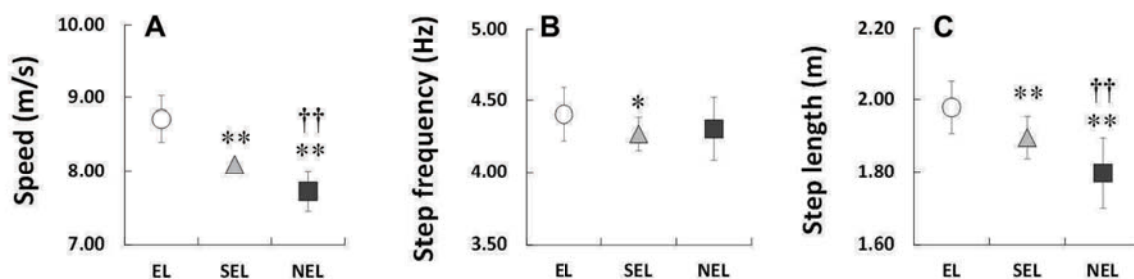 A
Speed (m/s)
10.00
9.00
8.00
7.00
**
††
**
EL SEL NEL
B
Step frequency (Hz)
5.00
4.50
4.00
3.50
*
EL SEL NEL
C
Step length (m)
2.20
2.00
1.80
1.60
**
††
**
EL SEL NEL